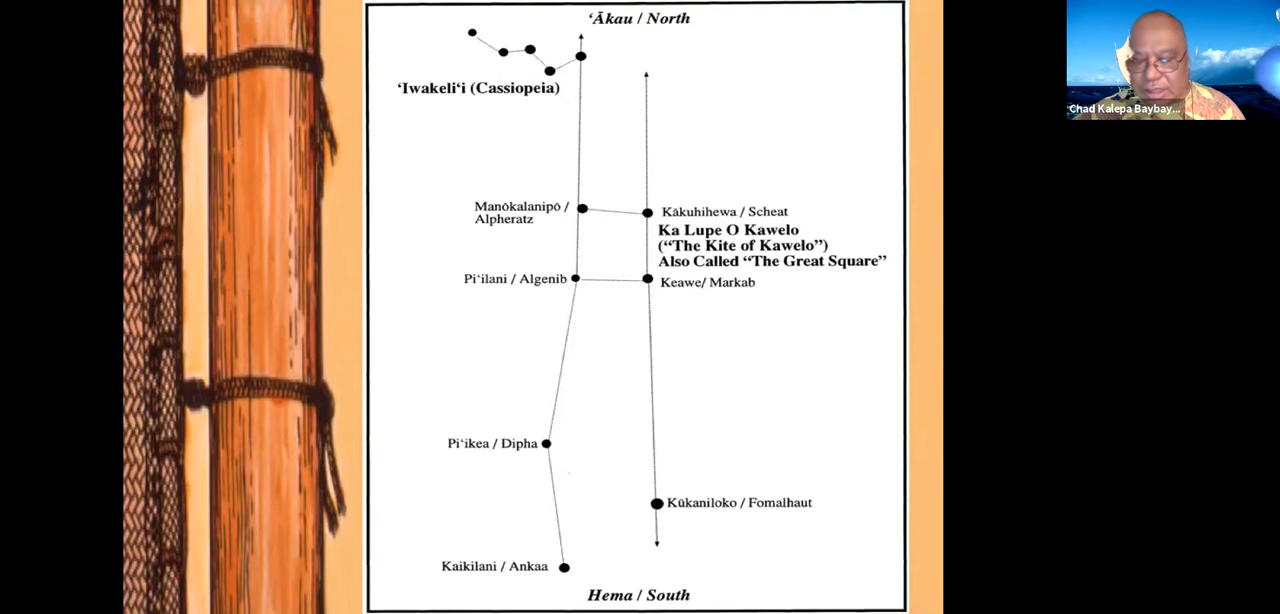 ʻĀkau / North
ʻIwakeliʻi (Cassiopeia)
Manōkalanipō /
Alpheratz
Kākuhihewa / Scheat
Ka Lupe O Kawelo
(“The Kite of Kawelo”)
Also Called “The Great Square”
Piʻilani / Algenib
Keawe/ Markab
Piʻikea / Dipha
Kūkaniloko / Fomalhaut
Kaikilani / Ankaa
Hema / South
Chad Kalepa Baybay...